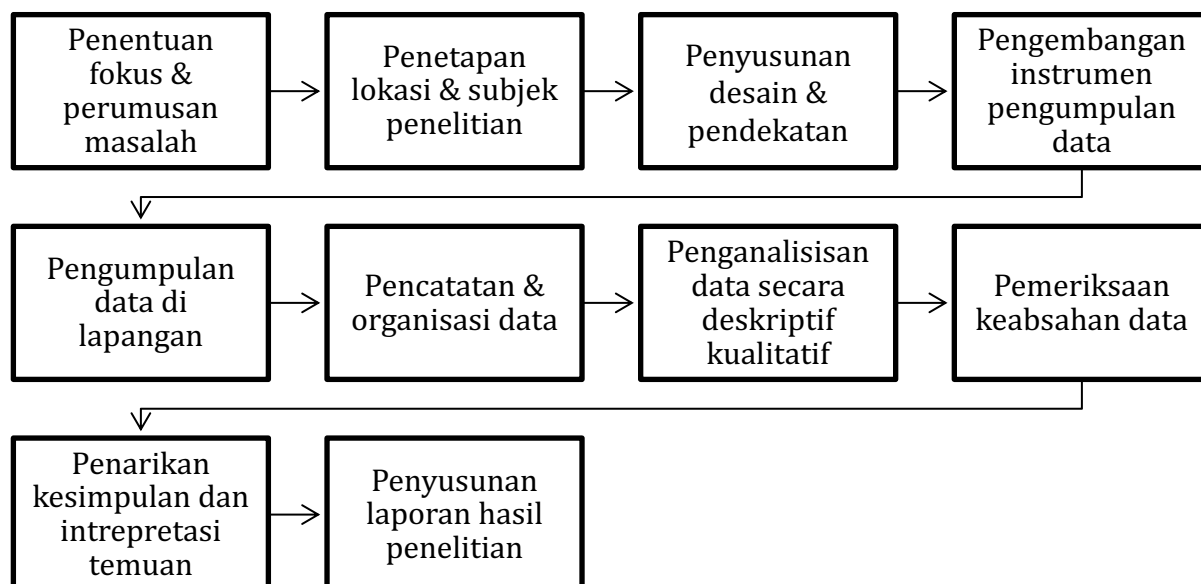 Penentuan
fokus &
perumusan
masalah
Penetapan
lokasi & subjek
penelitian
Penyusunan
desain &
pendekatan
Pengembangan
instrumen
pengumpulan
data
Pengumpulan
data di
lapangan
Pencatatan &
organisasi data
Penganalisisan
data secara
deskriptif
kualitatif
Pemeriksaan
keabsahan data
Penarikan
kesimpulan dan
intrepretasi
temuan
Penyusunan
laporan hasil
penelitian